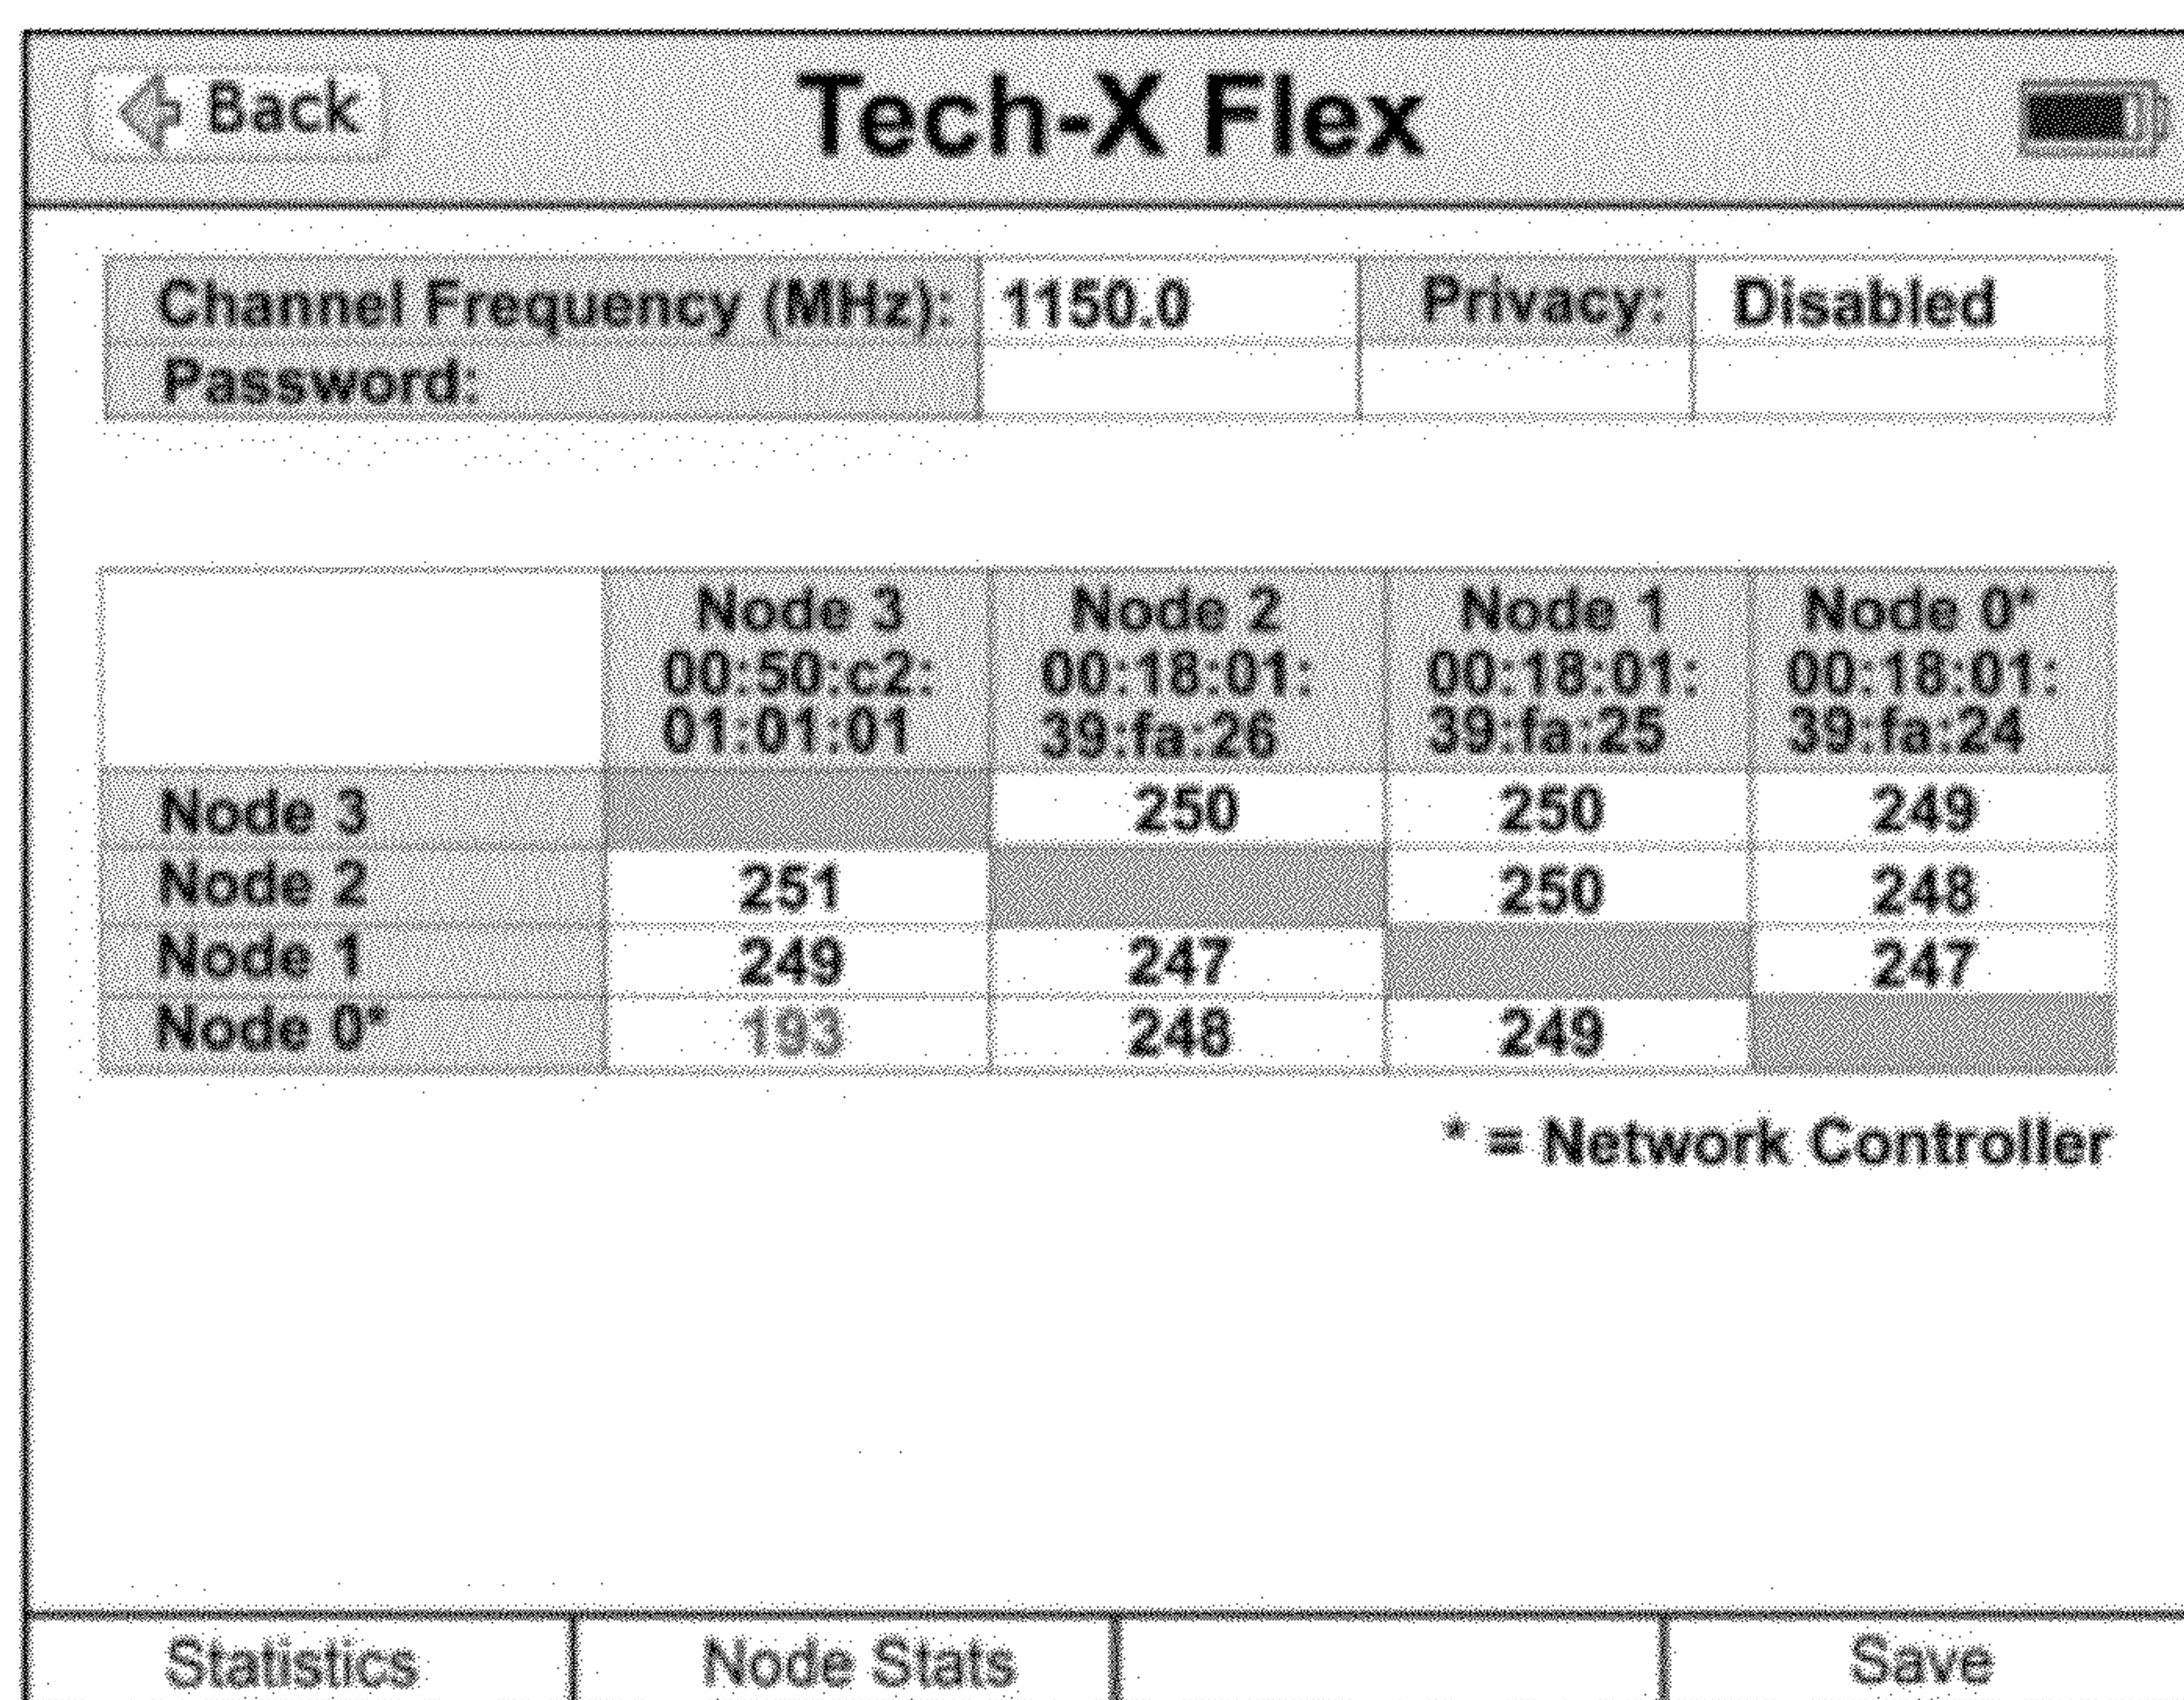 Back Tech-X Flex
Channel Frequency (MHz): 1150.0 Privacy: Disabled
Password:
Node 3 Node 2 Node 1 Node 0*
00:50:c2: 00:18:01: 00:18:01: 00:18:01:
01:01:01 39:fa:26 39:fa:25 39:fa:24
Node 3 250 250 249
Node 2 251 250 248
Node 1 249 247 247
Node 0* 193 248 249
* = Network Controller
Statistics Node Stats Save